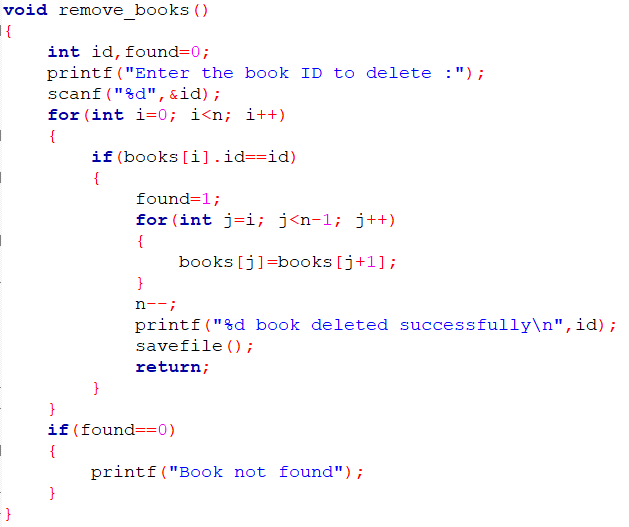 void remove_books()
{
    int id,found=0;
    printf("Enter the book ID to delete :");
    scanf("%d",&id);
    for(int i=0; i<n; i++)
    {
        if(books[i].id==id)
        {
            found=1;
            for(int j=i; j<n-1; j++)
            {
                books[j]=books[j+1];
            }
            n--;
            printf("%d book deleted successfully\n",id);
            savefile();
            return;
        }
    }
    if(found==0)
    {
        printf("Book not found");
    }
}